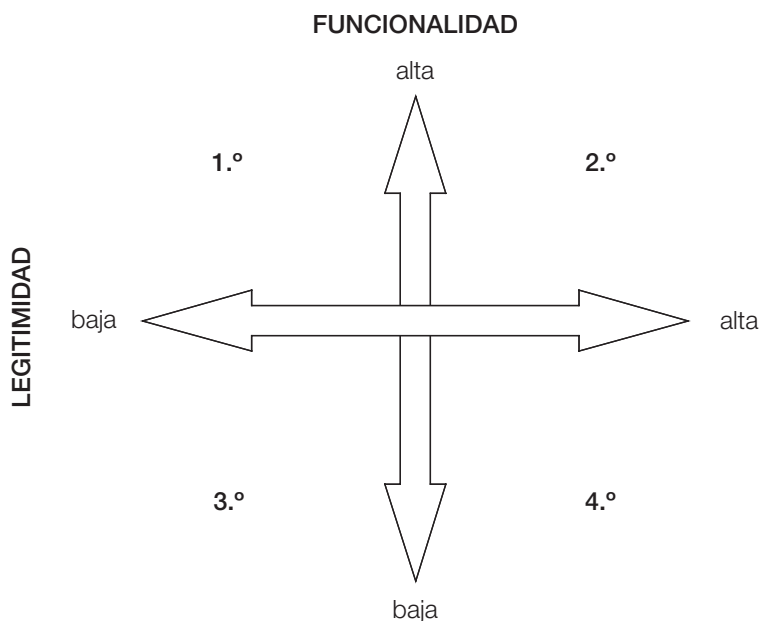 FUNCIONALIDAD
alta
1.º
2.º
LEGITIMIDAD
baja
alta
3.º
4.º
baja